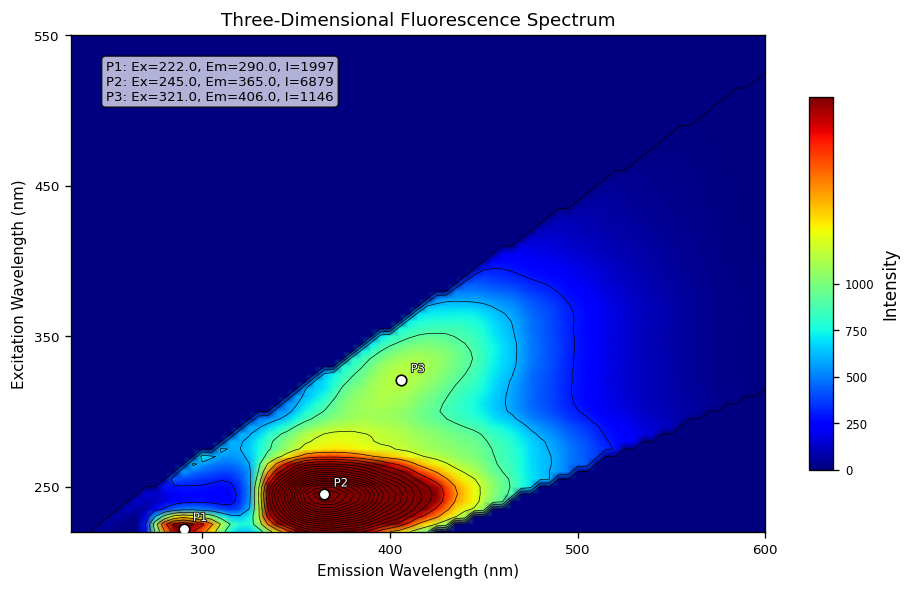 Three-Dimensional Fluorescence Spectrum
550
P1: Ex=222.0, Em=290.0, I=1997
P2: Ex=245.0, Em=365.0, I=6879
P3: Ex=321.0, Em=406.0, I=1146
450
350
250
Excitation Wavelength (nm)
P3
P2
P1
300
400
500
600
Emission Wavelength (nm)
1000
750
500
250
0
Intensity